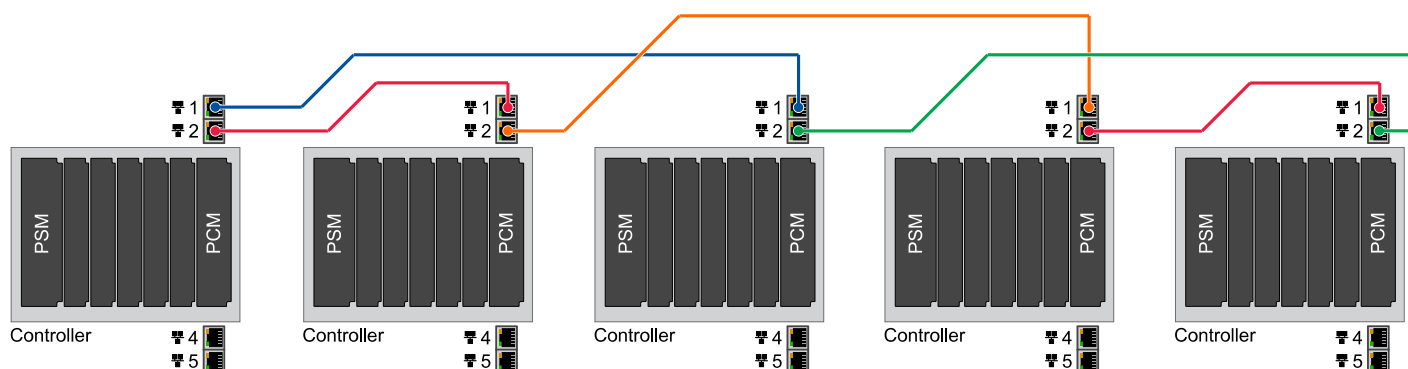 1 1 1 1 1
2 2 2 2 2
PSM PCM PSM PCM PSM PCM PSM PCM PSM PCM
Controller 4 Controller 4 Controller 4 Controller 4 Controller 4
5 5 5 5 5